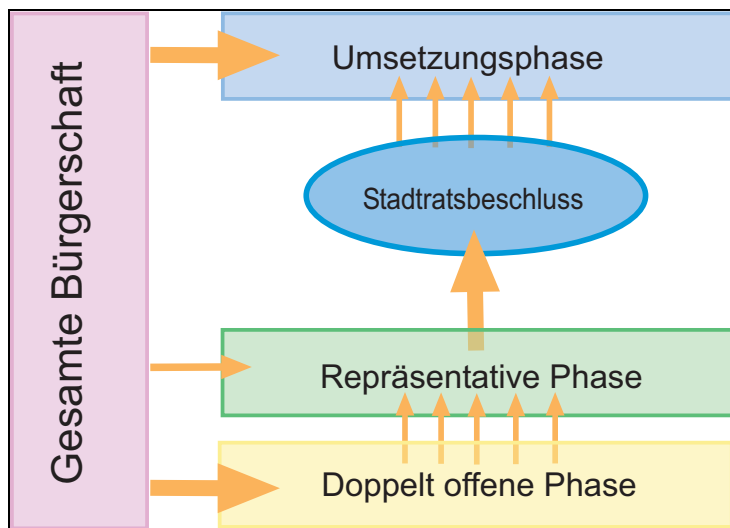 Gesamte Bürgerschaft
Umsetzungsphase
Stadtratsbeschluss
Repräsentative Phase
Doppelt offene Phase